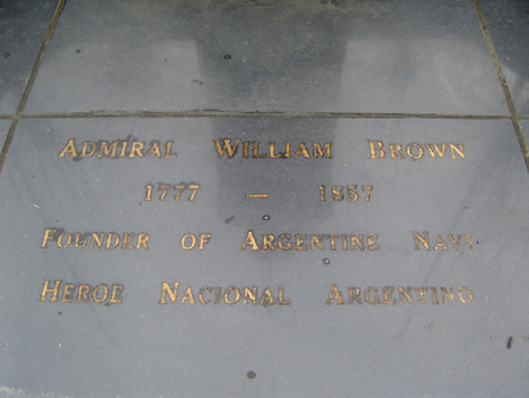 ADMIRAL WILLIAM BROWN
1777 — 1857
FOUNDER OF ARGENTINE NAVY
HEROE NACIONAL ARGENTINO